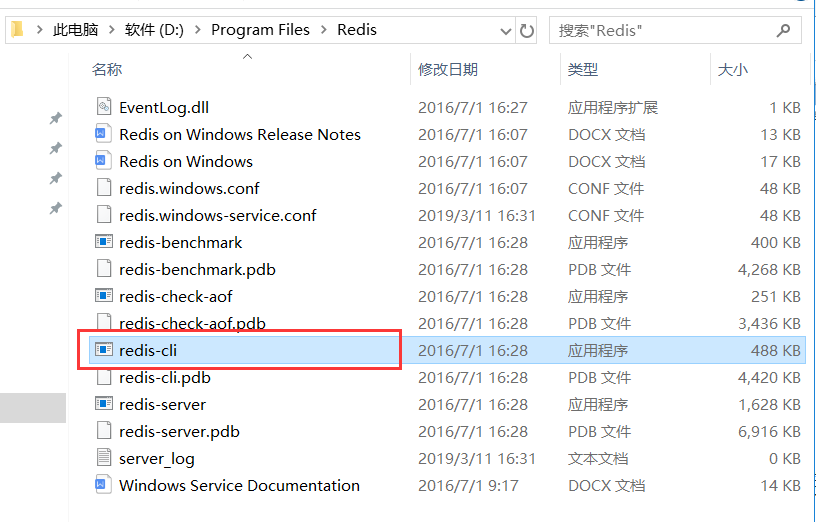 此电脑 > 软件 (D:) > Program Files > Redis 搜索"Redis"
名称 修改日期 类型 大小
EventLog.dll 2016/7/1 16:27 应用程序扩展 1 KB
Redis on Windows Release Notes 2016/7/1 16:07 DOCX 文档 13 KB
Redis on Windows 2016/7/1 16:07 DOCX 文档 17 KB
redis.windows.conf 2016/7/1 16:07 CONF 文件 48 KB
redis.windows-service.conf 2019/3/11 16:31 CONF 文件 48 KB
redis-benchmark 2016/7/1 16:28 应用程序 400 KB
redis-benchmark.pdb 2016/7/1 16:28 PDB 文件 4,268 KB
redis-check-aof 2016/7/1 16:28 应用程序 251 KB
redis-check-aof.pdb 2016/7/1 16:28 PDB 文件 3,436 KB
redis-cli 2016/7/1 16:28 应用程序 488 KB
redis-cli.pdb 2016/7/1 16:28 PDB 文件 4,420 KB
redis-server 2016/7/1 16:28 应用程序 1,628 KB
redis-server.pdb 2016/7/1 16:28 PDB 文件 6,916 KB
server_log 2019/3/11 16:31 文本文档 0 KB
Windows Service Documentation 2016/7/1 9:17 DOCX 文档 14 KB